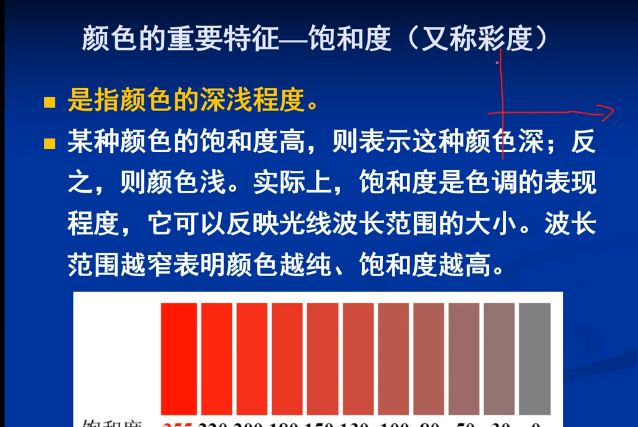 颜色的重要特征—饱和度（又称彩度）
是指颜色的深浅程度。
某种颜色的饱和度高，则表示这种颜色深；反
之，则颜色浅。实际上，饱和度是色调的表现
程度，它可以反映光线波长范围的大小。波长
范围越窄表明颜色越纯、饱和度越高。
饱和度 255 220 200 180 150 130 100 80 50 30 0